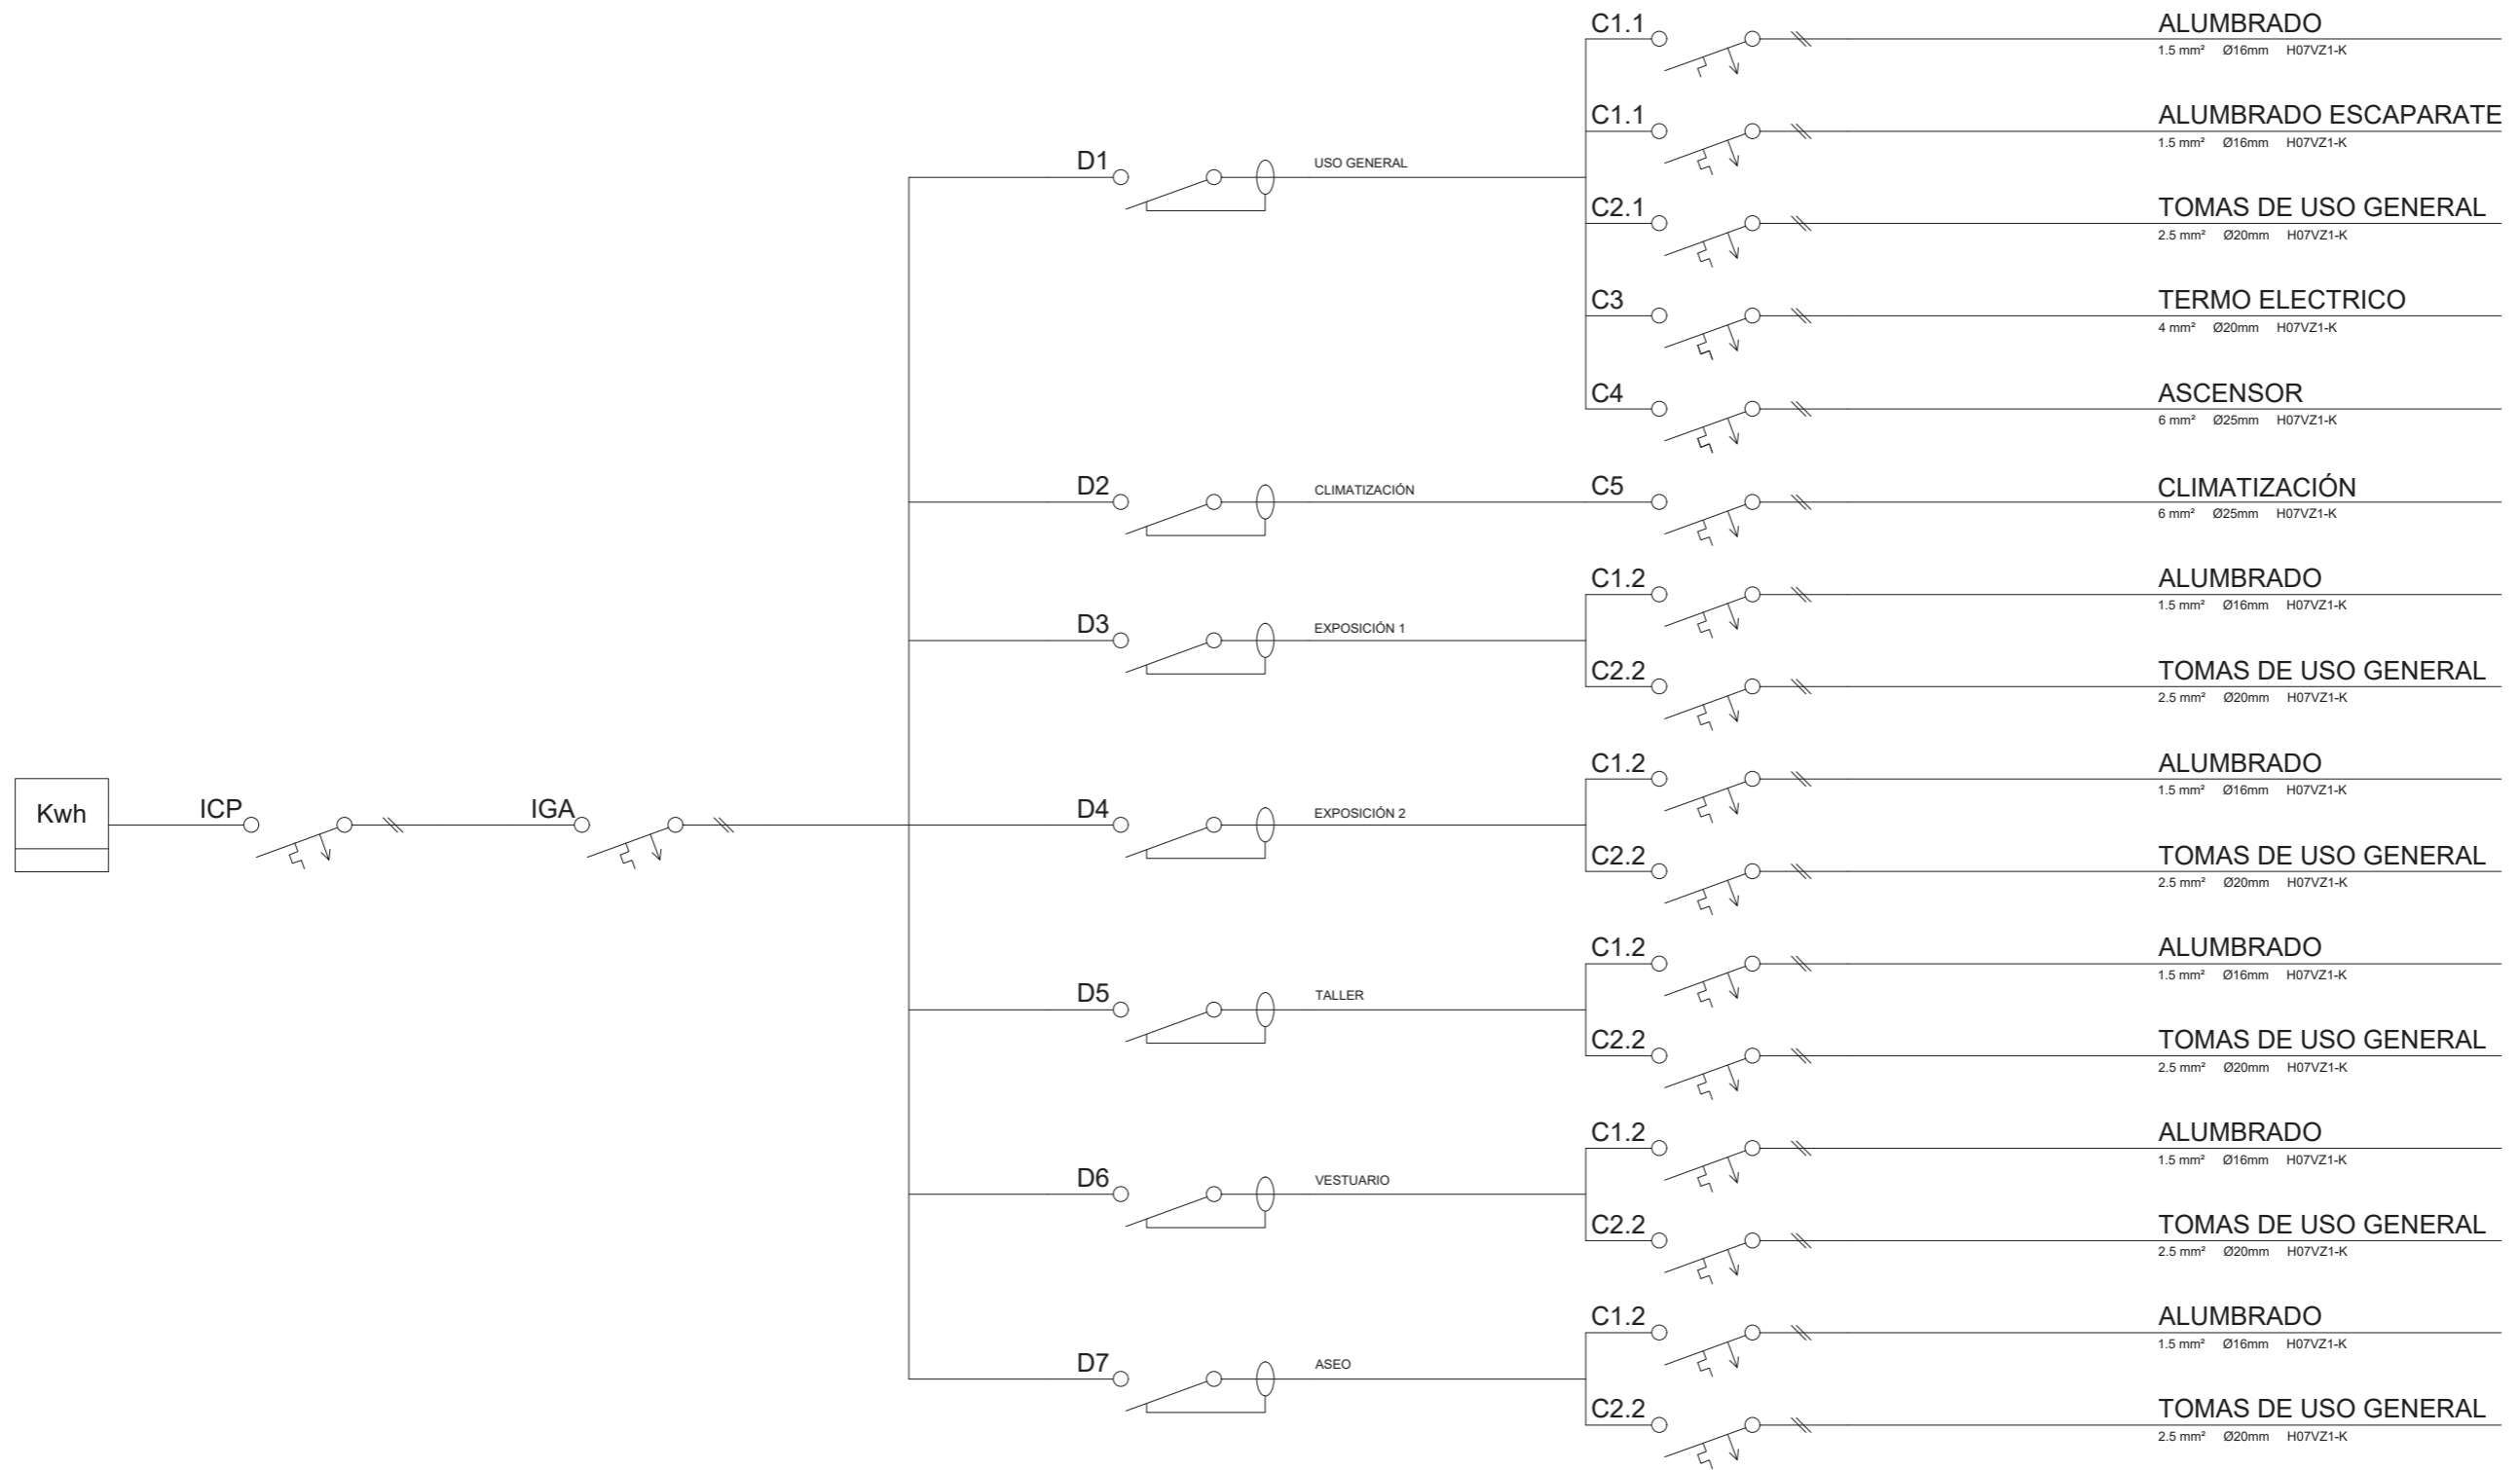 Kwh
ICP
IGA
D1
USO GENERAL
C1.1
ALUMBRADO
1.5 mm² Ø16mm H07VZ1-K
C1.1
ALUMBRADO ESCAPARATE
1.5 mm² Ø16mm H07VZ1-K
C2.1
TOMAS DE USO GENERAL
2.5 mm² Ø20mm H07VZ1-K
C3
TERMO ELECTRICO
4 mm² Ø20mm H07VZ1-K
C4
ASCENSOR
6 mm² Ø25mm H07VZ1-K
D2
CLIMATIZACIÓN
C5
CLIMATIZACIÓN
6 mm² Ø25mm H07VZ1-K
D3
EXPOSICIÓN 1
C1.2
ALUMBRADO
1.5 mm² Ø16mm H07VZ1-K
C2.2
TOMAS DE USO GENERAL
2.5 mm² Ø20mm H07VZ1-K
D4
EXPOSICIÓN 2
C1.2
ALUMBRADO
1.5 mm² Ø16mm H07VZ1-K
C2.2
TOMAS DE USO GENERAL
2.5 mm² Ø20mm H07VZ1-K
D5
TALLER
C1.2
ALUMBRADO
1.5 mm² Ø16mm H07VZ1-K
C2.2
TOMAS DE USO GENERAL
2.5 mm² Ø20mm H07VZ1-K
D6
VESTUARIO
C1.2
ALUMBRADO
1.5 mm² Ø16mm H07VZ1-K
C2.2
TOMAS DE USO GENERAL
2.5 mm² Ø20mm H07VZ1-K
D7
ASEO
C1.2
ALUMBRADO
1.5 mm² Ø16mm H07VZ1-K
C2.2
TOMAS DE USO GENERAL
2.5 mm² Ø20mm H07VZ1-K